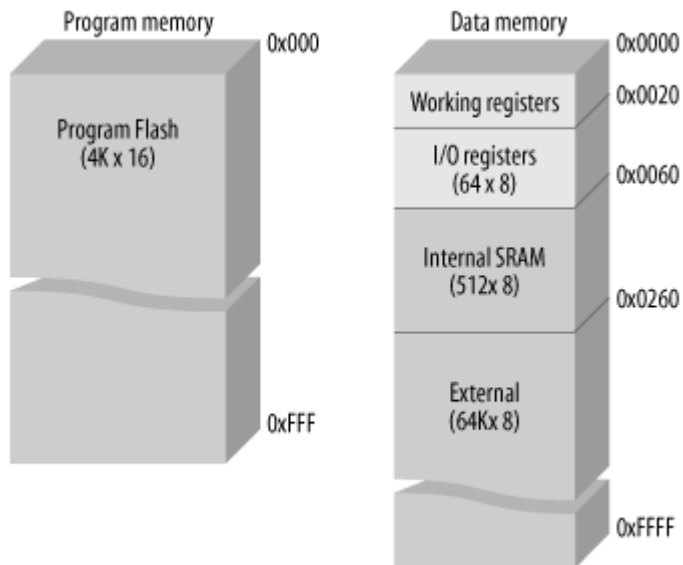 Program memory
0x000
Program Flash
(4K x 16)
0xFFF
Data memory
0x0000
Working registers
0x0020
I/O registers
(64 x 8)
0x0060
Internal SRAM
(512x 8)
0x0260
External
(64Kx 8)
0xFFFF